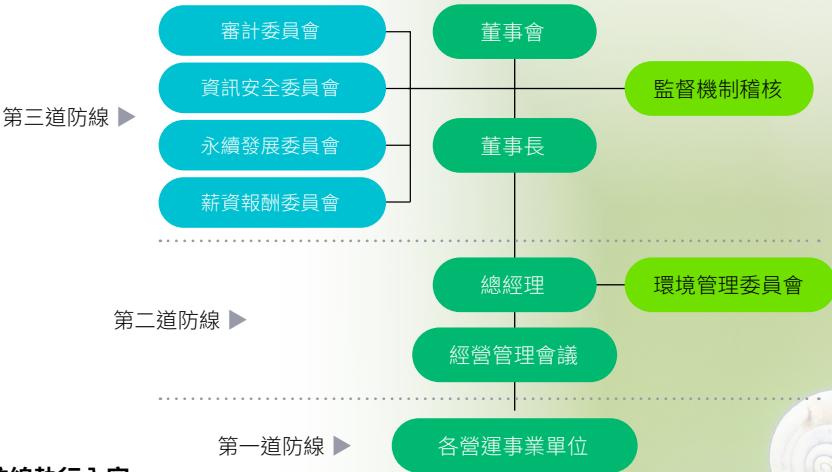 審計委員會
董事會
資訊安全委員會
監督機制稽核
第三道防線 ▶
永續發展委員會
董事長
薪資報酬委員會
總經理
環境管理委員會
第二道防線 ▶
經營管理會議
第一道防線 ▶
各營運事業單位